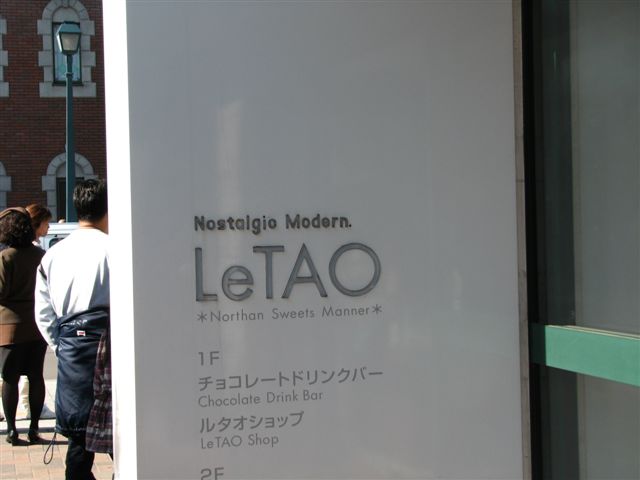 Nostalgio Modern.
LeTAO
*Northan Sweets Manner*
1F
チョコレートドリンクバー
Chocolate Drink Bar
ルタオショップ
LeTAO Shop
2F